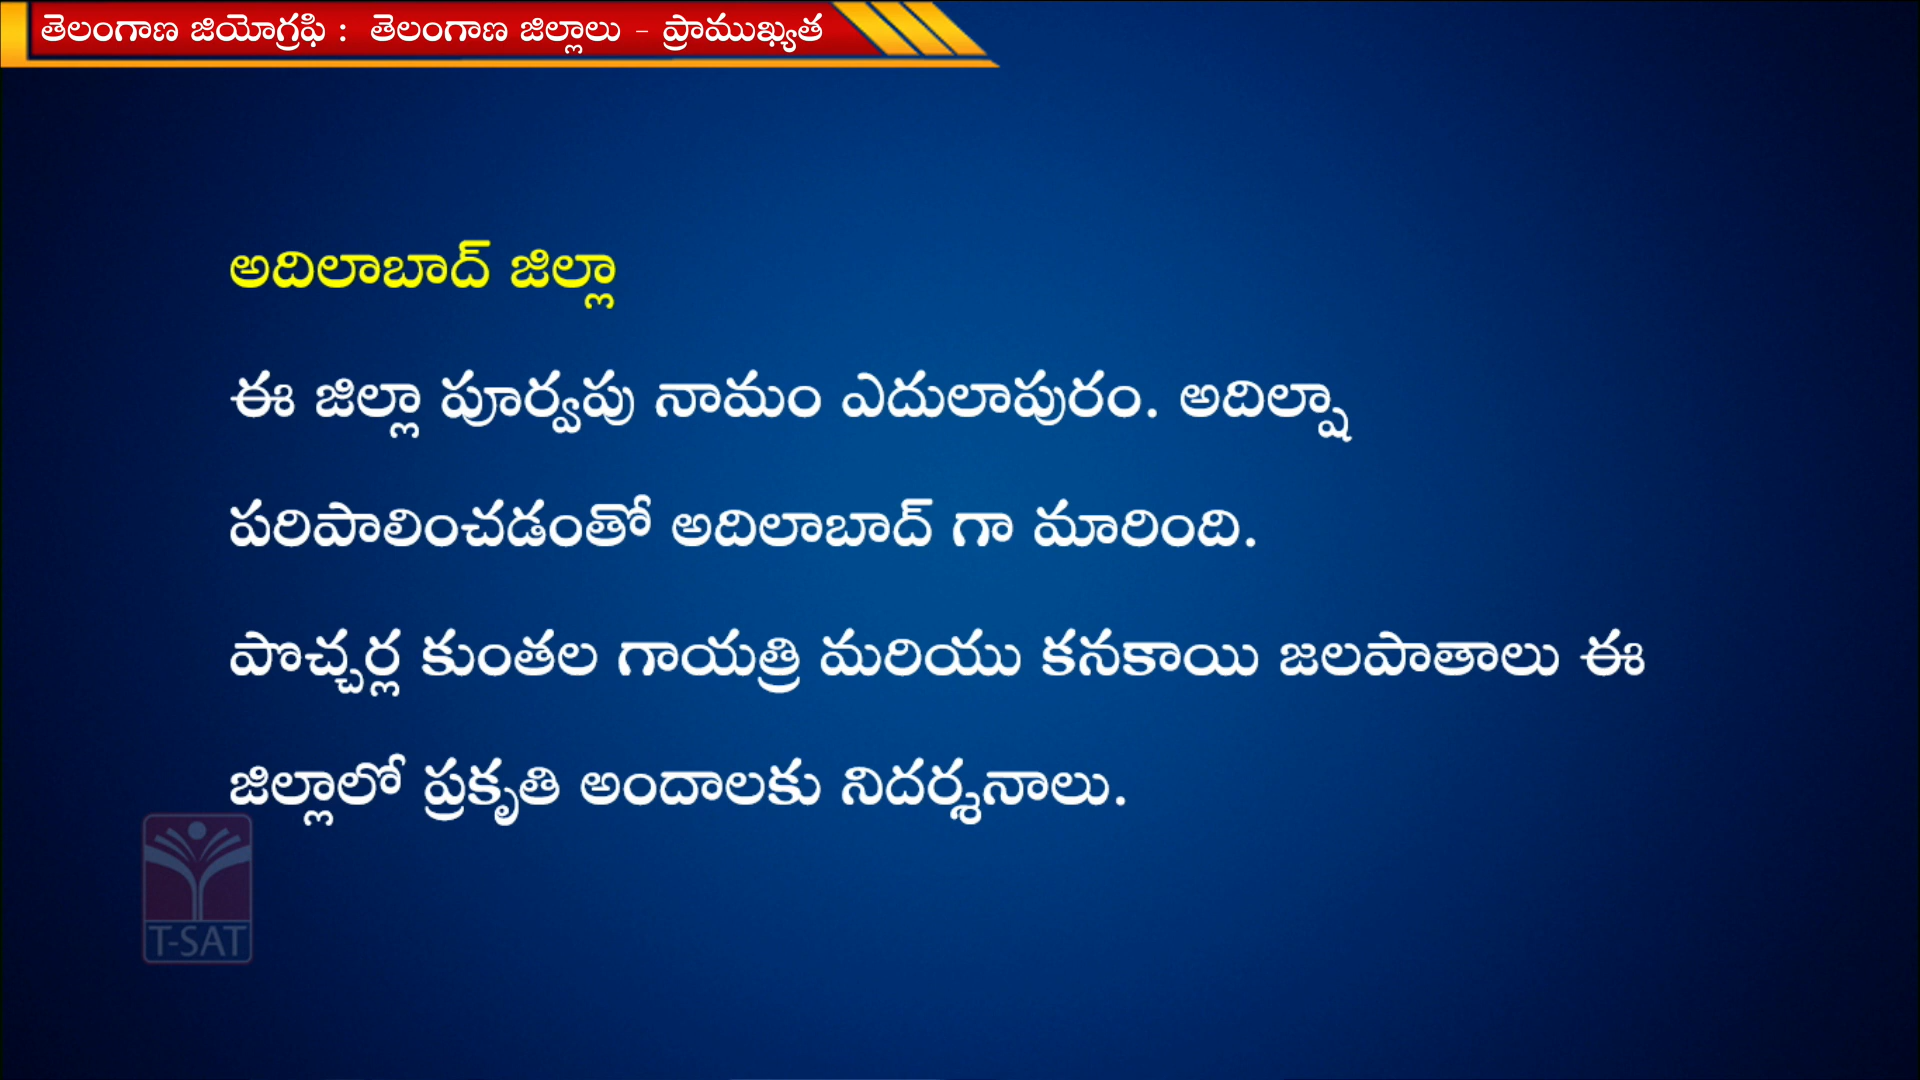 తెలంగాణ జియోగ్రఫి : తెలంగాణ జిల్లాలు - ప్రాముఖ్యత
అదిలాబాద్ జిల్లా
ఈ జిల్లా పూర్వపు నామం ఎదులాపురం. అదిల్షా
పరిపాలించడంతో అదిలాబాద్ గా మారింది.
పొచ్చర్ల కుంతల గాయత్రి మరియు కనకాయి జలపాతాలు ఈ
జిల్లాలో ప్రకృతి అందాలకు నిదర్శనాలు.
T-SAT